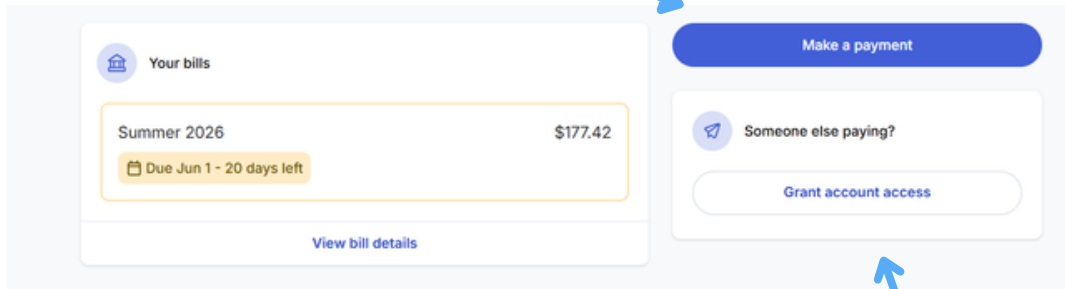 Your bills
Summer 2026 $177.42
Due Jun 1 - 20 days left
View bill details
Make a payment
Someone else paying?
Grant account access